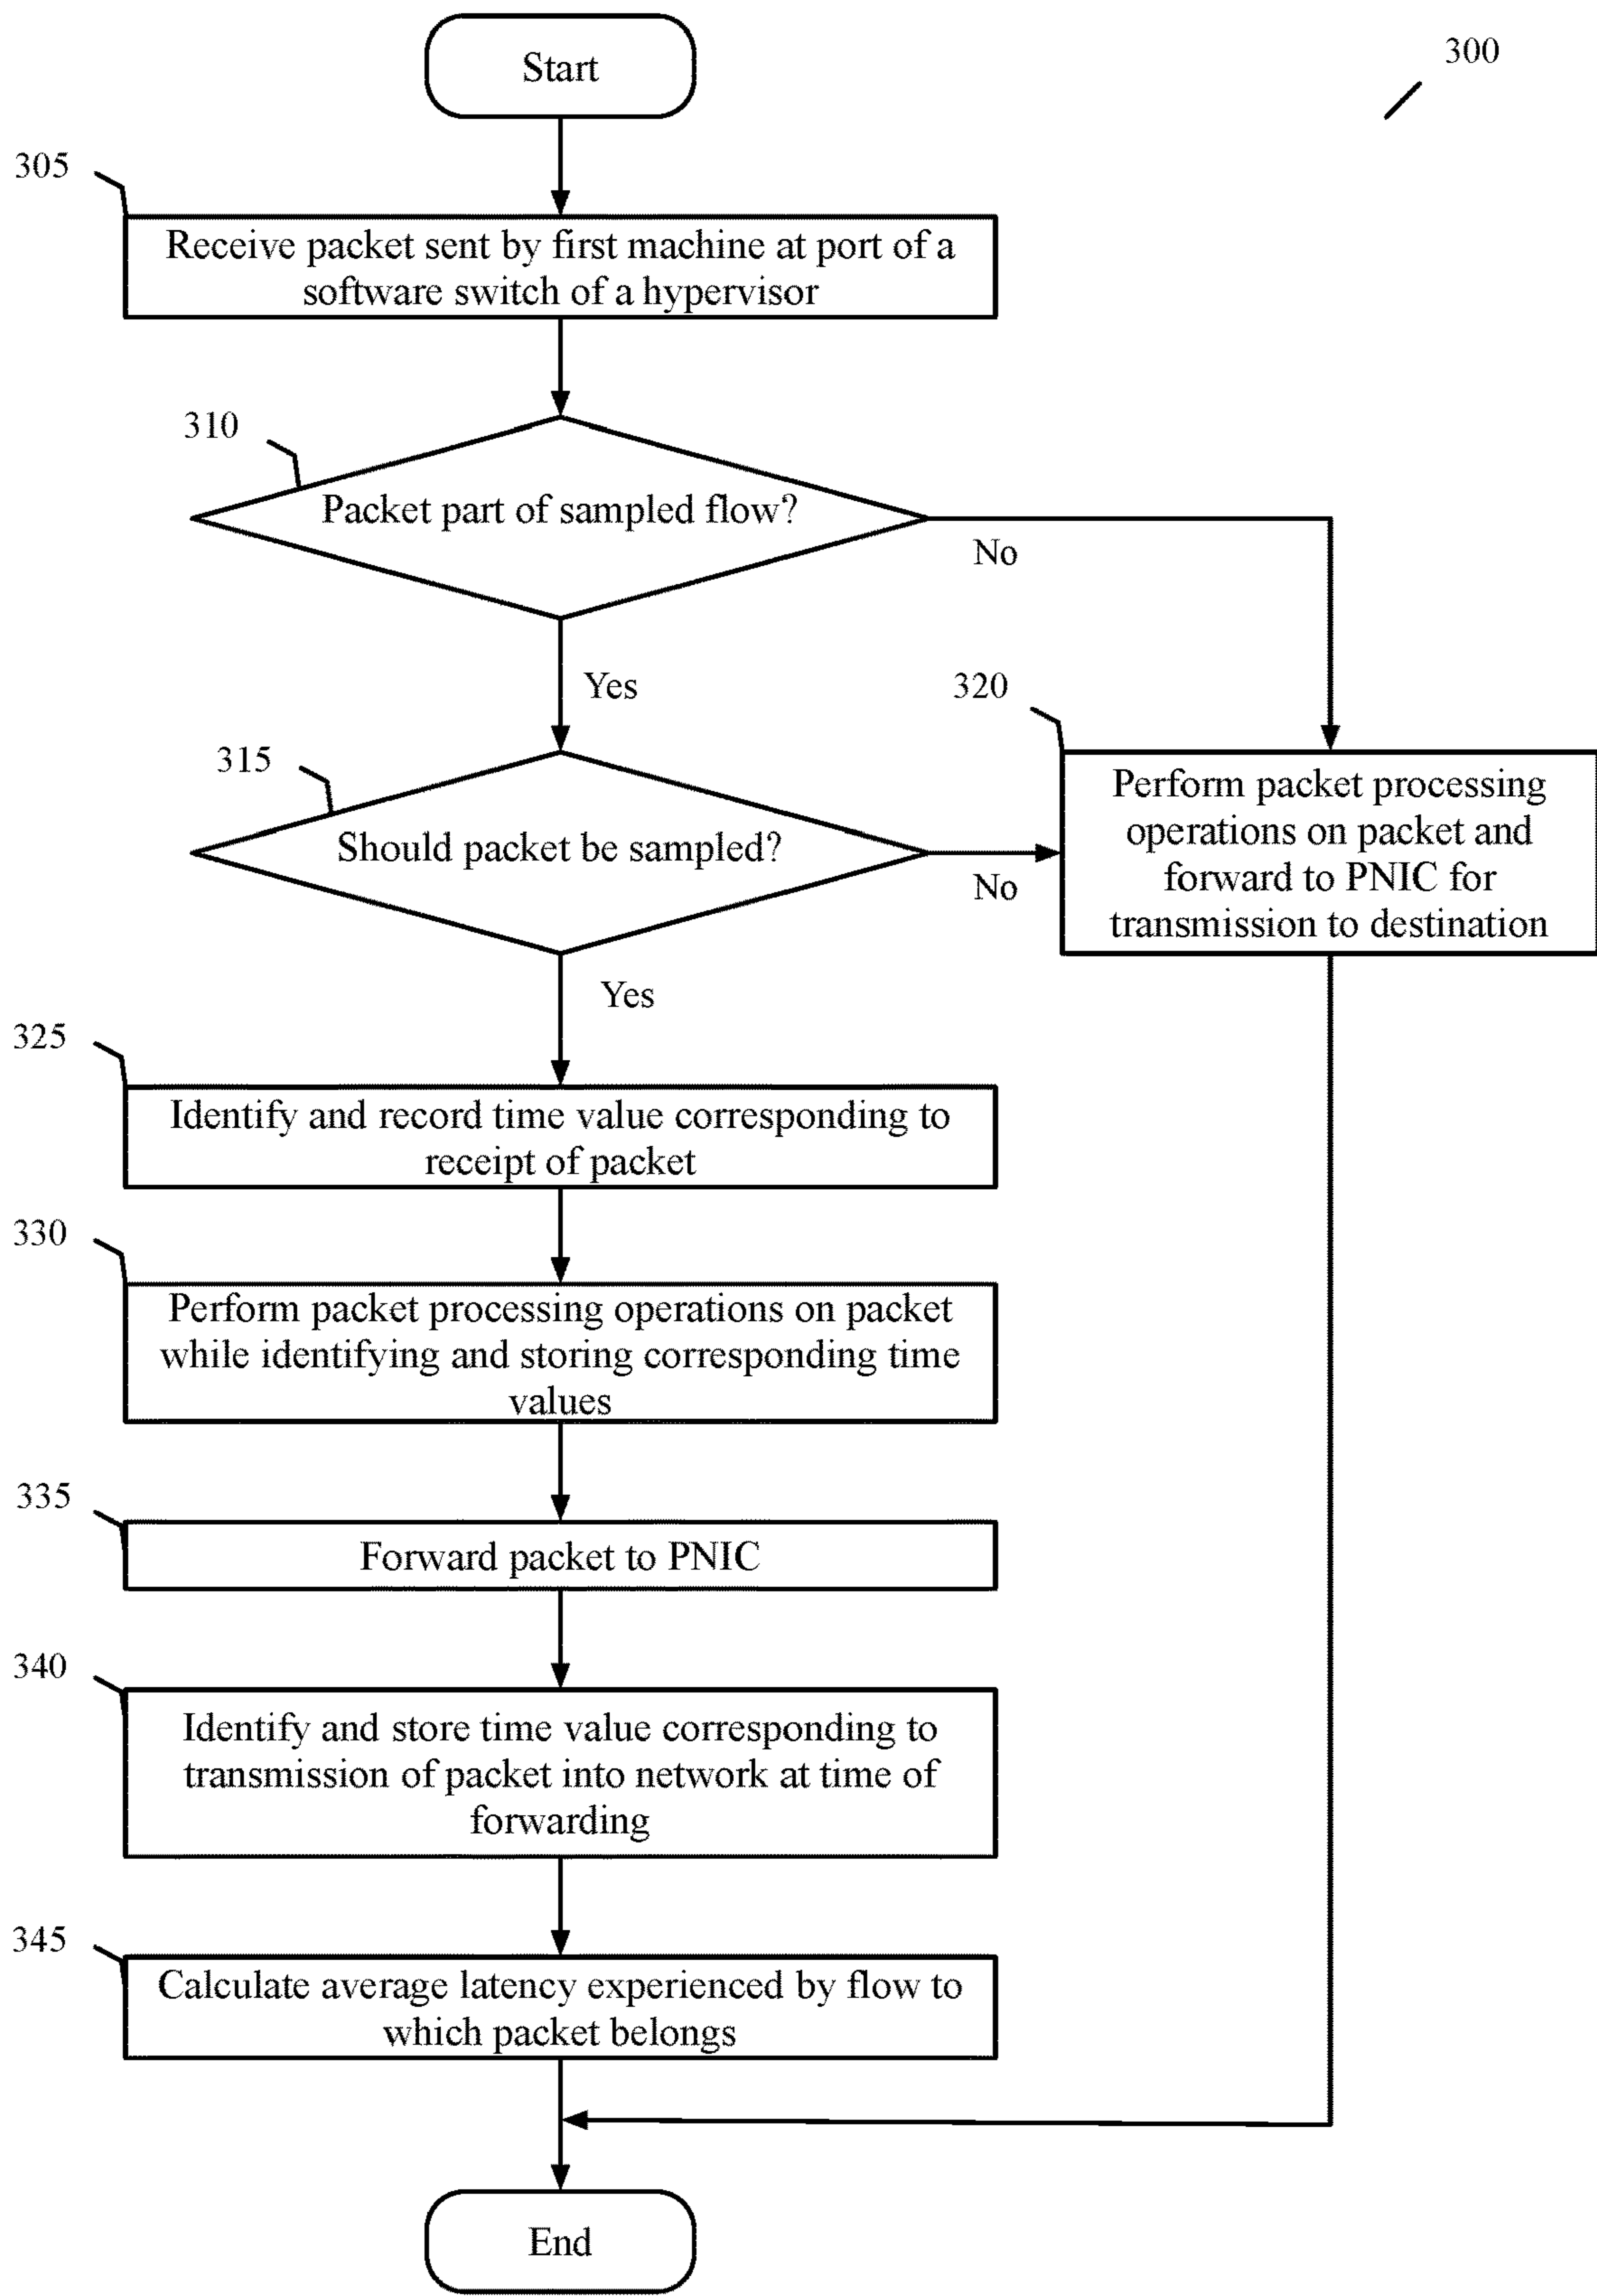 Start
300
305
Receive packet sent by first machine at port of a
software switch of a hypervisor
310
Packet part of sampled flow?
No
Yes
315
Should packet be sampled?
No
320
Perform packet processing
operations on packet and
forward to PNIC for
transmission to destination
Yes
325
Identify and record time value corresponding to
receipt of packet
330
Perform packet processing operations on packet
while identifying and storing corresponding time
values
335
Forward packet to PNIC
340
Identify and store time value corresponding to
transmission of packet into network at time of
forwarding
345
Calculate average latency experienced by flow to
which packet belongs
End